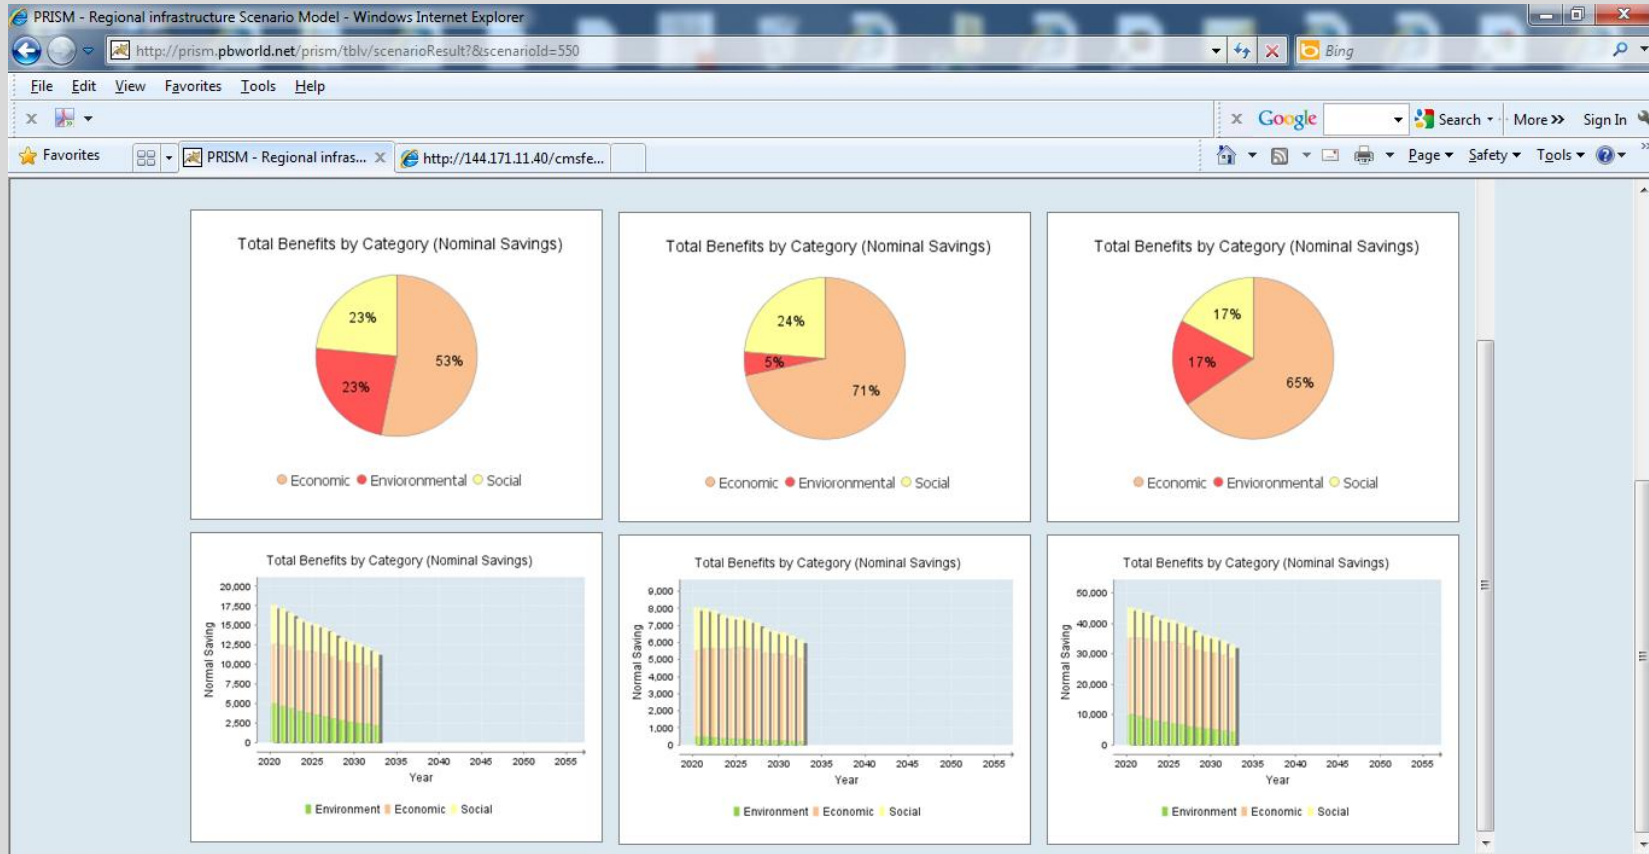 PRISM - Regional infrastructure Scenario Model - Windows Internet Explorer
http://prism.pbworld.net/prism/tblv/scenarioResult?&scenarioId=550
Bing
File Edit View Favorites Tools Help
x Google Search More >> Sign In
Favorites PRISM - Regional infras... X http://144.171.11.40/cmsfe...
Page Safety Tools
Total Benefits by Category (Nominal Savings)
23%
53%
23%
Economic Envioronmental Social
Total Benefits by Category (Nominal Savings)
24%
5%
71%
Economic Envioronmental Social
Total Benefits by Category (Nominal Savings)
17%
17%
65%
Economic Envioronmental Social
Total Benefits by Category (Nominal Savings)
20,000
17,500
15,000
12,500
10,000
7,500
5,000
2,500
0
Normal Saving
2020 2025 2030 2035 2040 2045 2050 2055
Year
Environment Economic Social
Total Benefits by Category (Nominal Savings)
9,000
8,000
7,000
6,000
5,000
4,000
3,000
2,000
1,000
0
Normal Saving
2020 2025 2030 2035 2040 2045 2050 2055
Year
Environment Economic Social
Total Benefits by Category (Nominal Savings)
50,000
40,000
30,000
20,000
10,000
0
Normal Saving
2020 2025 2030 2035 2040 2045 2050 2055
Year
Environment Economic Social